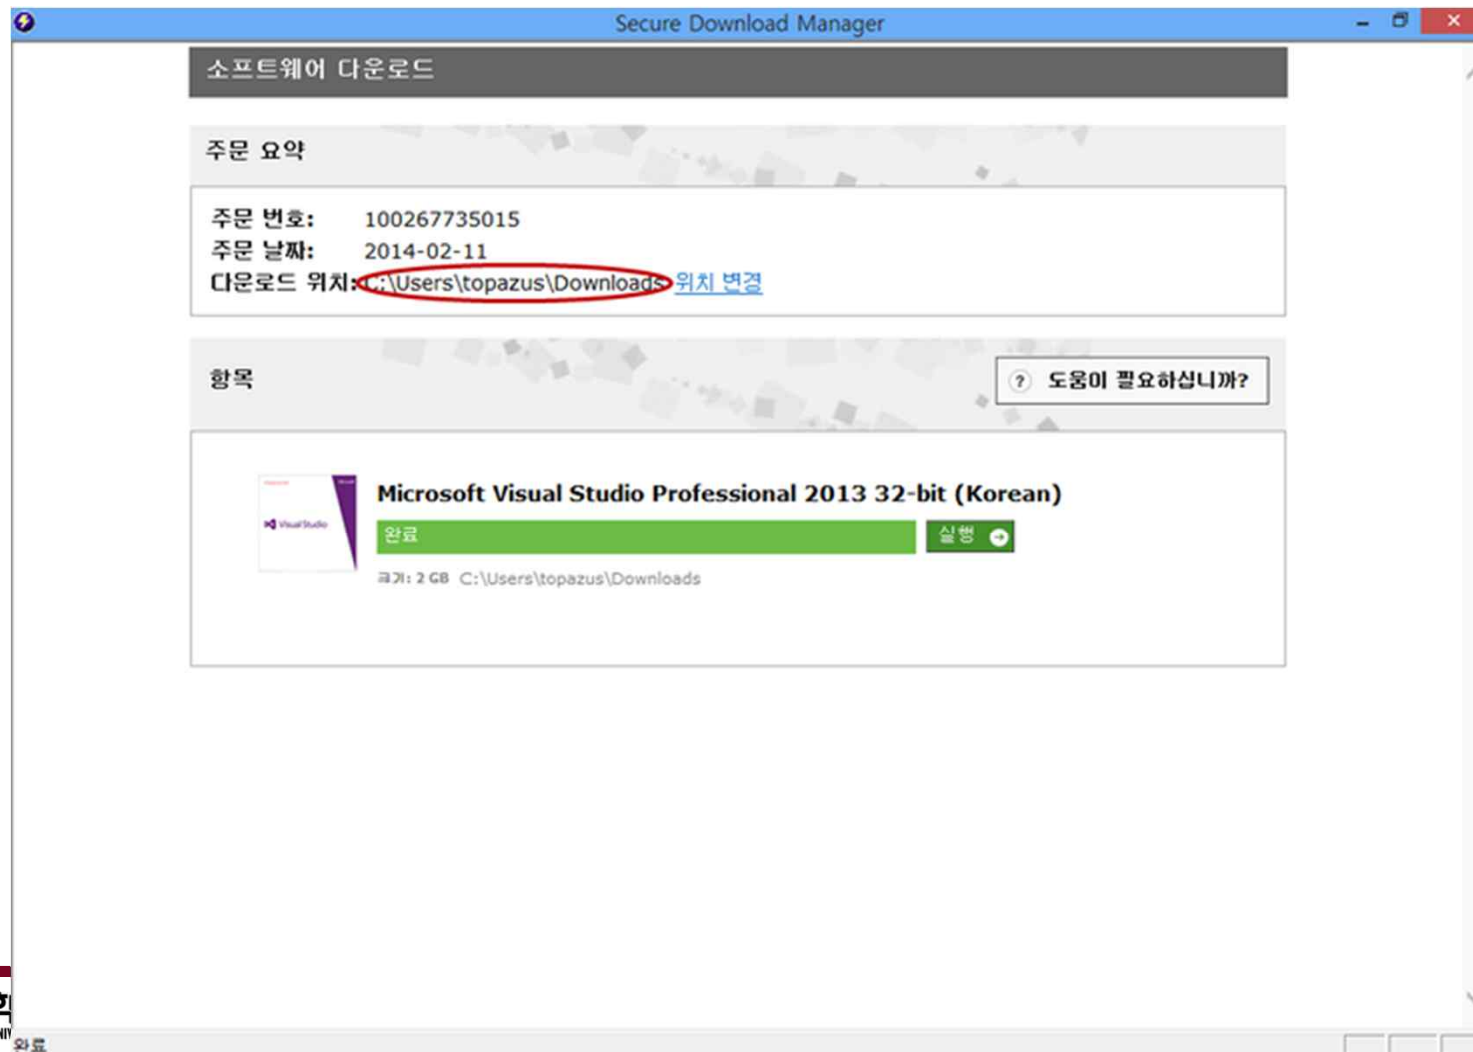 Secure Download Manager
소프트웨어 다운로드
주문 요약
주문 번호: 100267735015
주문 날짜: 2014-02-11
다운로드 위치: C:\Users\topazus\Downloads 위치 변경
항목
? 도움이 필요하십니까?
Microsoft Visual Studio Professional 2013 32-bit (Korean)
Visual Studio
완료 실행
크기: 2 GB C:\Users\topazus\Downloads
완료